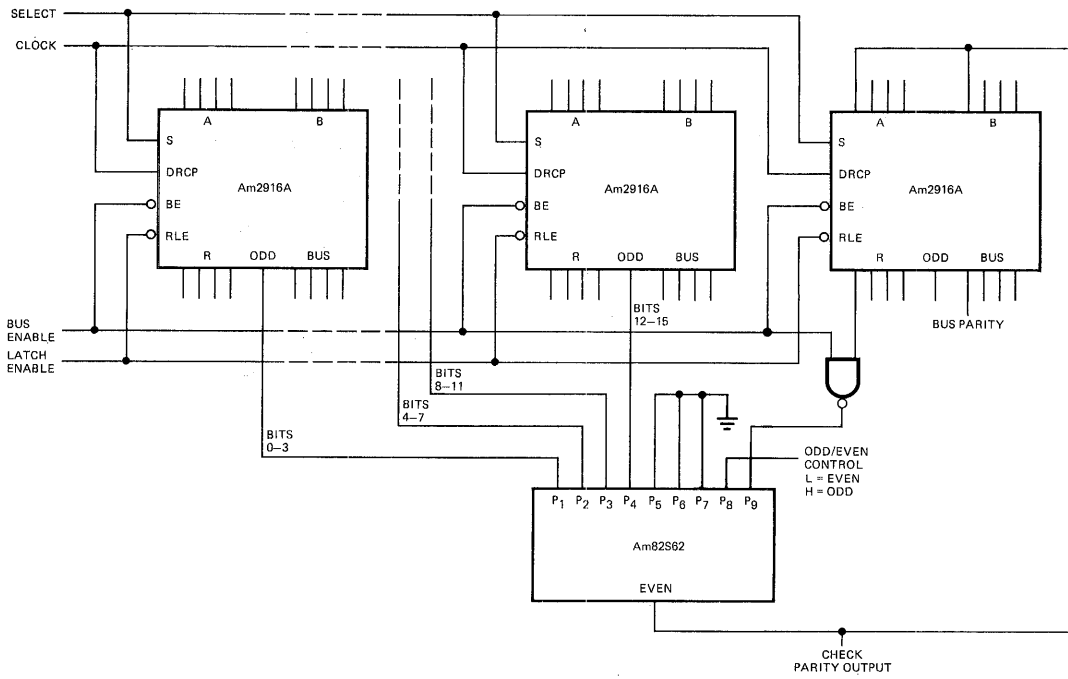 SELECT
CLOCK
A B
S
DRCP
Am2916A
BE
RLE
R ODD BUS
A B
S
DRCP
Am2916A
BE
RLE
R ODD BUS
A B
S
DRCP
Am2916A
BE
RLE
R ODD BUS
BUS
ENABLE
LATCH
ENABLE
BITS
12–15
BUS PARITY
BITS
8–11
BITS
4–7
BITS
0–3
ODD/EVEN
CONTROL
L = EVEN
H = ODD
P1 P2 P3 P4 P5 P6 P7 P8 P9
Am82S62
EVEN
CHECK
PARITY OUTPUT